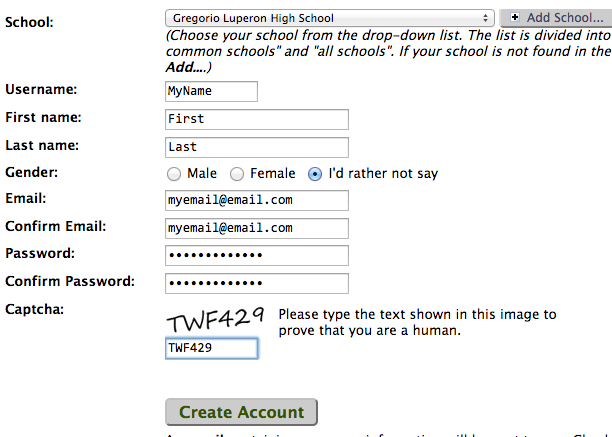 School: Gregorio Luperon High School Add School...
(Choose your school from the drop-down list. The list is divided into
common schools" and "all schools". If your school is not found in the
Add....)
Username: MyName
First name: First
Last name: Last
Gender: Male Female I'd rather not say
Email: myemail@email.com
Confirm Email: myemail@email.com
Password: •••••••••••••
Confirm Password: •••••••••••••
Captcha: TWF429 Please type the text shown in this image to
prove that you are a human.
TWF429
Create Account